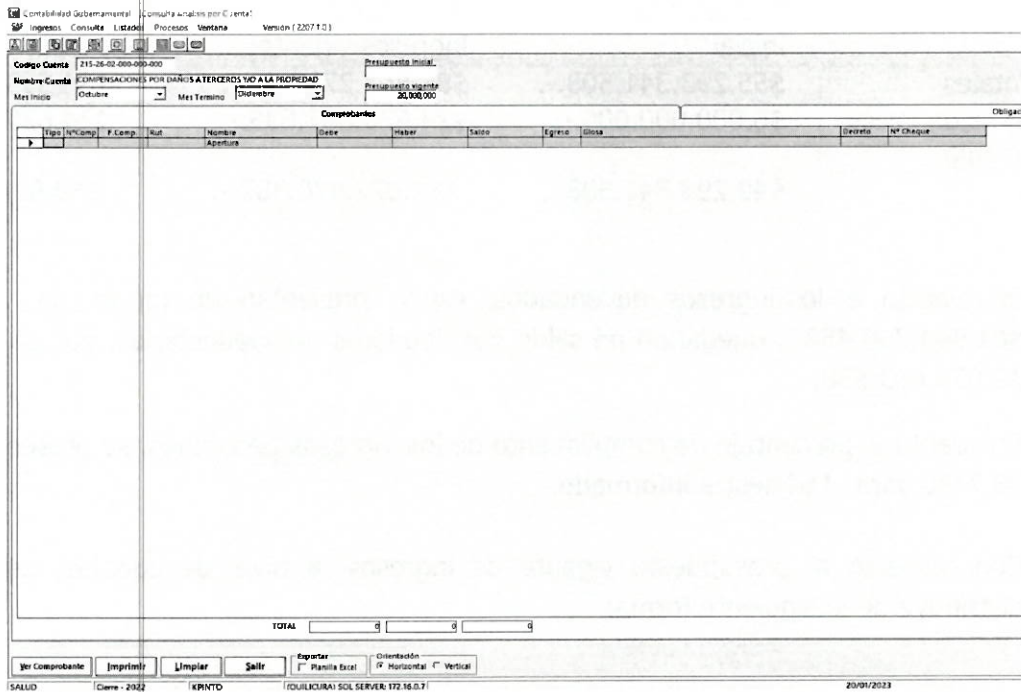 Contabilidad Gubernamental - [Consulta Analisis por Cuenta]
SAF Ingresos Consulta Listados Procesos Ventana Versión ( 2207 T.0 )
Codigo Cuenta 215-26-02-000-000-000 Presupuesto Inicial
Nombre Cuenta COMPENSACIONES POR DAÑOS A TERCEROS Y/O A LA PROPIEDAD
Presupuesto vigente
Mes Inicio Octubre Mes Termino Diciembre 20,000,000
Comprobantes Obligac
Tipo NºComp F.Comp. Rut Nombre Debe Haber Saldo Egreso Glosa Decreto Nº Cheque
Apertura
TOTAL 0 0 0
Exportar Orientación
Ver Comprobante Imprimir Limpiar Salir Planilla Excel Horizontal Vertical
SALUD Cierre - 2022 KPINTO (QUILICURA) SQL SERVER: 172.16.0.7 20/01/2023